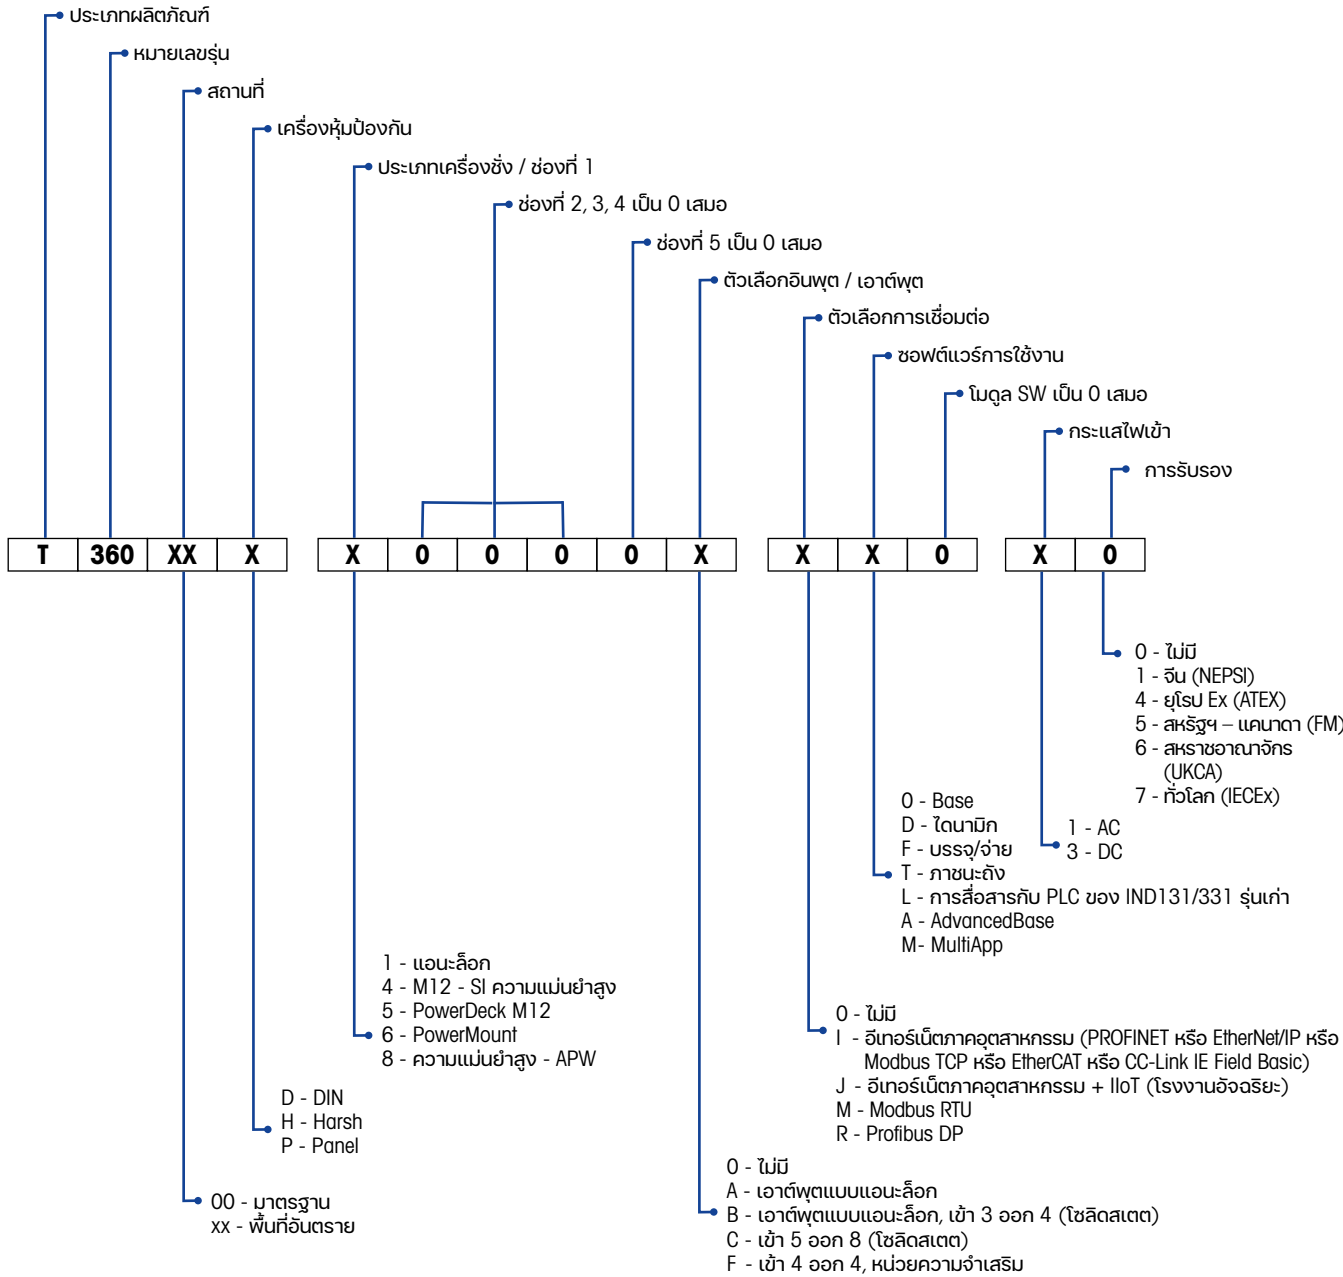 ประเภทผลิตภัณฑ์
หมายเลขรุ่น
สถานที่
เครื่องหุ้มป้องกัน
ประเภทเครื่องชั่ง / ช่องที่ 1
ช่องที่ 2, 3, 4 เป็น 0 เสมอ
ช่องที่ 5 เป็น 0 เสมอ
ตัวเลือกอินพุต / เอาต์พุต
ตัวเลือกการเชื่อมต่อ
ซอฟต์แวร์การใช้งาน
โมดูล SW เป็น 0 เสมอ
กระแสไฟเข้า
การรับรอง
T 360 XX X X 0 0 0 0 X X X 0 X 0
0 - ไม่มี
1 - จีน (NEPSI)
4 - ยุโรป Ex (ATEX)
5 - สหรัฐฯ – แคนาดา (FM)
6 - สหราชอาณาจักร
(UKCA)
7 - ทั่วโลก (IECEx)
1 - AC
3 - DC
0 - Base
D - ไดนามิก
F - บรรจุ/จ่าย
T - ภาชนะถัง
L - การสื่อสารกับ PLC ของ IND131/331 รุ่นเก่า
A - AdvancedBase
M- MultiApp
1 - แอนะล็อก
4 - M12 - SI ความแม่นยำสูง
5 - PowerDeck M12
6 - PowerMount
8 - ความแม่นยำสูง - APW
0 - ไม่มี
I - อีเทอร์เน็ตภาคอุตสาหกรรม (PROFINET หรือ EtherNet/IP หรือ
Modbus TCP หรือ EtherCAT หรือ CC-Link IE Field Basic)
J - อีเทอร์เน็ตภาคอุตสาหกรรม + IIoT (โรงงานอัจฉริยะ)
M - Modbus RTU
R - Profibus DP
D - DIN
H - Harsh
P - Panel
0 - ไม่มี
A - เอาต์พุตแบบแอนะล็อก
B - เอาต์พุตแบบแอนะล็อก, เข้า 3 ออก 4 (โซลิดสเตต)
C - เข้า 5 ออก 8 (โซลิดสเตต)
F - เข้า 4 ออก 4, หน่วยความจำเสริม
00 - มาตรฐาน
xx - พื้นที่อันตราย